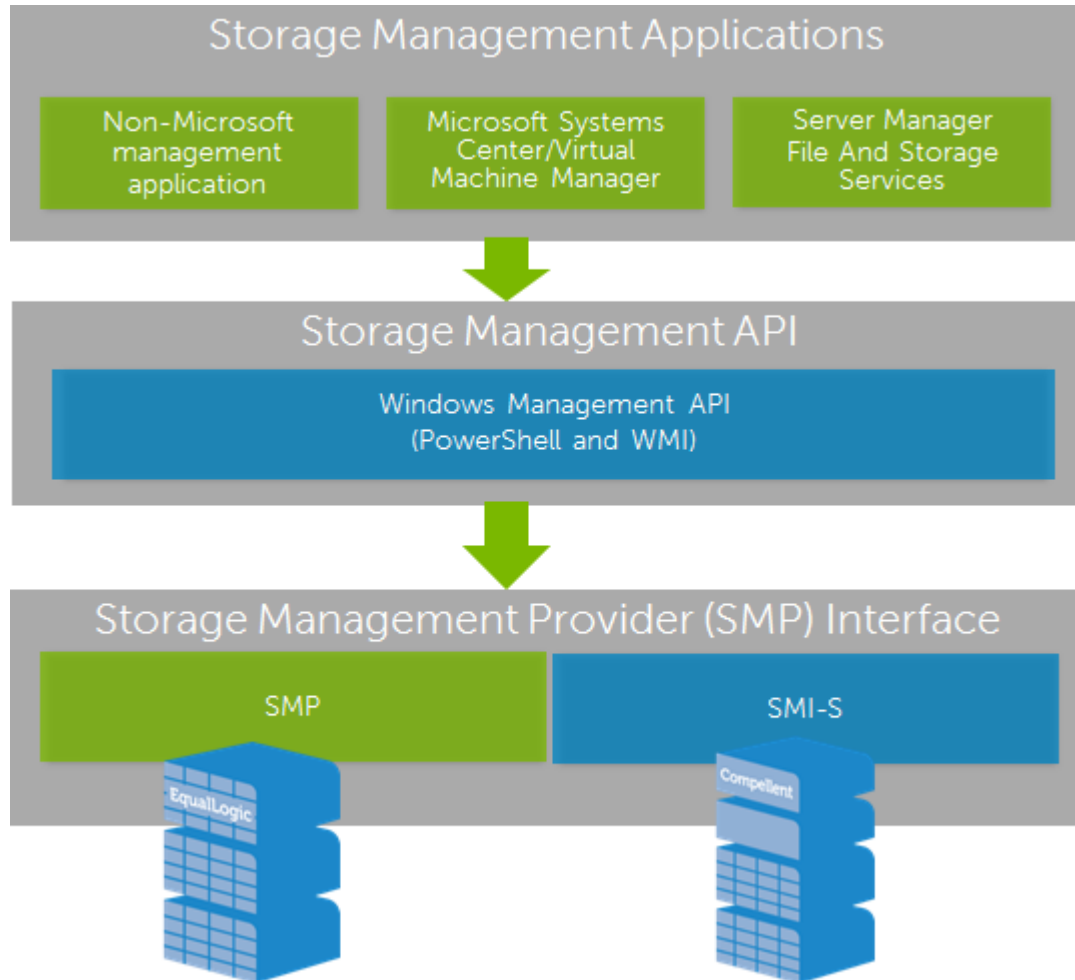 Storage Management Applications
Non-Microsoft
management
application
Microsoft Systems
Center/Virtual
Machine Manager
Server Manager
File And Storage
Services
Storage Management API
Windows Management API
(PowerShell and WMI)
Storage Management Provider (SMP) Interface
SMP
SMI-S
EqualLogic
Compellent